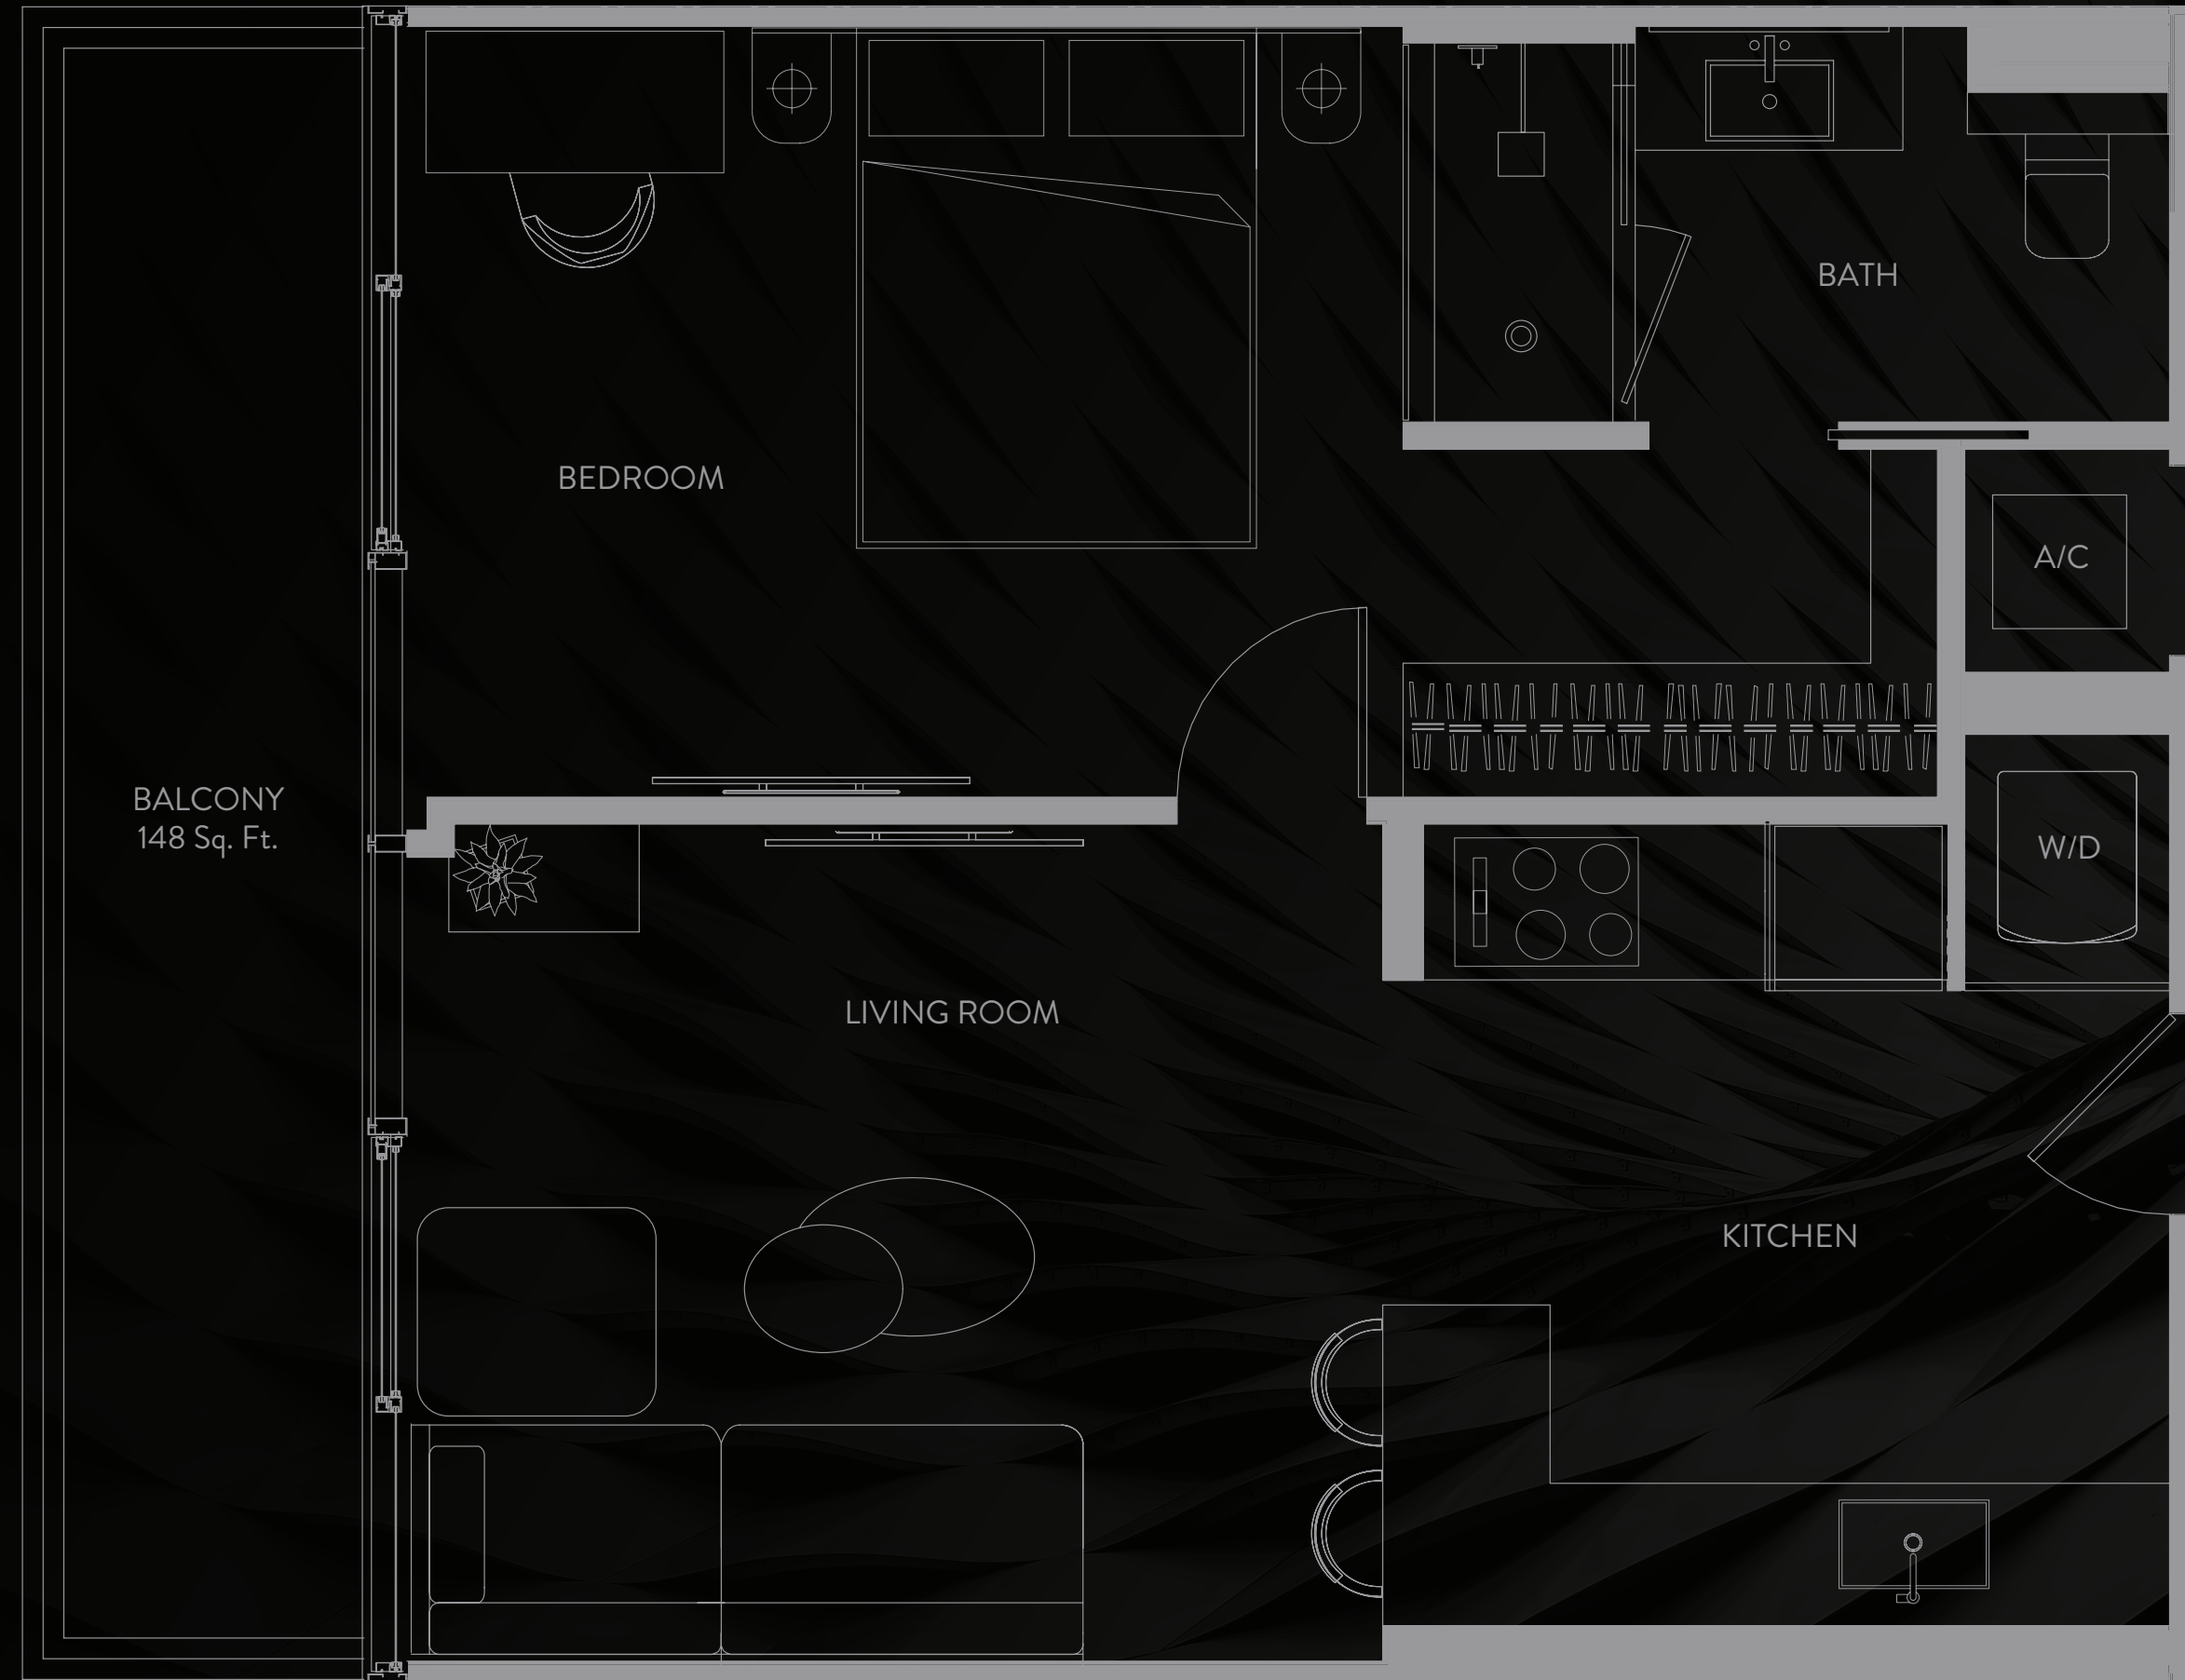 BATH
BEDROOM
A/C
BALCONY
148 Sq. Ft.
W/D
LIVING ROOM
KITCHEN